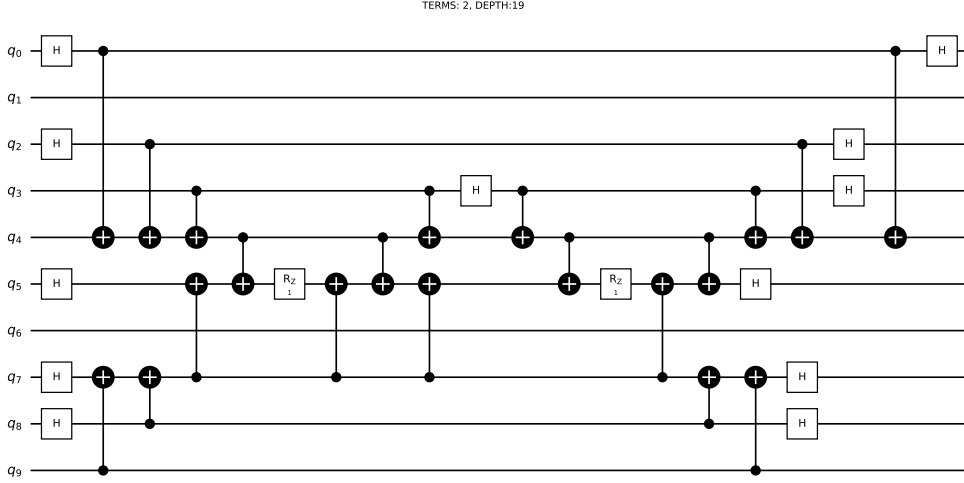 TERMS: 2, DEPTH:19
q0 H H
q1
q2 H H
q3 H H
q4
q5 H RZ 1 RZ 1 H
q6
q7 H H
q8 H H
q9